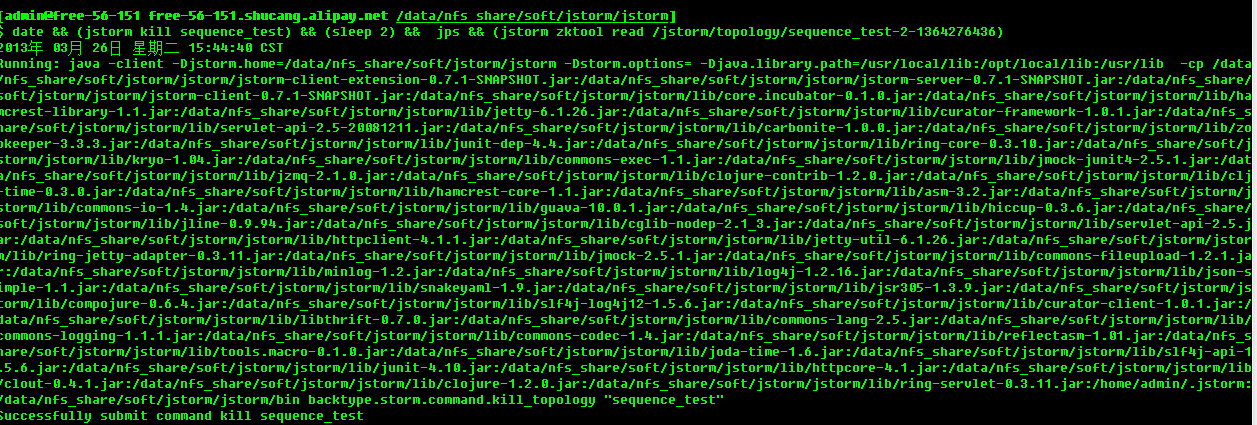 [admin@free-56-151 free-56-151.shucang.alipay.net /data/nfs_share/soft/jstorm/jstorm]
$ date && (jstorm kill sequence_test) && (sleep 2) &&  jps && (jstorm zktool read /jstorm/topology/sequence_test-2-1364276436)
2013年 03月 26日 星期二 15:44:40 CST
Running: java -client -Djstorm.home=/data/nfs_share/soft/jstorm/jstorm -Dstorm.options= -Djava.library.path=/usr/local/lib:/opt/local/lib:/usr/lib  -cp /data
/nfs_share/soft/jstorm/jstorm/jstorm-client-extension-0.7.1-SNAPSHOT.jar:/data/nfs_share/soft/jstorm/jstorm/jstorm-server-0.7.1-SNAPSHOT.jar:/data/nfs_share/
soft/jstorm/jstorm/jstorm-client-0.7.1-SNAPSHOT.jar:/data/nfs_share/soft/jstorm/jstorm/lib/core.incubator-0.1.0.jar:/data/nfs_share/soft/jstorm/jstorm/lib/ha
mcrest-library-1.1.jar:/data/nfs_share/soft/jstorm/jstorm/lib/jetty-6.1.26.jar:/data/nfs_share/soft/jstorm/jstorm/lib/curator-framework-1.0.1.jar:/data/nfs_s
hare/soft/jstorm/jstorm/lib/servlet-api-2.5-20081211.jar:/data/nfs_share/soft/jstorm/jstorm/lib/carbonite-1.0.0.jar:/data/nfs_share/soft/jstorm/jstorm/lib/zo
okeeper-3.3.3.jar:/data/nfs_share/soft/jstorm/jstorm/lib/junit-dep-4.4.jar:/data/nfs_share/soft/jstorm/jstorm/lib/ring-core-0.3.10.jar:/data/nfs_share/soft/j
storm/jstorm/lib/kryo-1.04.jar:/data/nfs_share/soft/jstorm/jstorm/lib/commons-exec-1.1.jar:/data/nfs_share/soft/jstorm/jstorm/lib/jmock-junit4-2.5.1.jar:/dat
a/nfs_share/soft/jstorm/jstorm/lib/jzmq-2.1.0.jar:/data/nfs_share/soft/jstorm/jstorm/lib/clojure-contrib-1.2.0.jar:/data/nfs_share/soft/jstorm/jstorm/lib/clj
-time-0.3.0.jar:/data/nfs_share/soft/jstorm/jstorm/lib/hamcrest-core-1.1.jar:/data/nfs_share/soft/jstorm/jstorm/lib/asm-3.2.jar:/data/nfs_share/soft/jstorm/j
storm/lib/commons-io-1.4.jar:/data/nfs_share/soft/jstorm/jstorm/lib/guava-10.0.1.jar:/data/nfs_share/soft/jstorm/jstorm/lib/hiccup-0.3.6.jar:/data/nfs_share/
soft/jstorm/jstorm/lib/jline-0.9.94.jar:/data/nfs_share/soft/jstorm/jstorm/lib/cglib-nodep-2.1_3.jar:/data/nfs_share/soft/jstorm/jstorm/lib/servlet-api-2.5.j
ar:/data/nfs_share/soft/jstorm/jstorm/lib/httpclient-4.1.1.jar:/data/nfs_share/soft/jstorm/jstorm/lib/jetty-util-6.1.26.jar:/data/nfs_share/soft/jstorm/jstor
m/lib/ring-jetty-adapter-0.3.11.jar:/data/nfs_share/soft/jstorm/jstorm/lib/jmock-2.5.1.jar:/data/nfs_share/soft/jstorm/jstorm/lib/commons-fileupload-1.2.1.ja
r:/data/nfs_share/soft/jstorm/jstorm/lib/minlog-1.2.jar:/data/nfs_share/soft/jstorm/jstorm/lib/log4j-1.2.16.jar:/data/nfs_share/soft/jstorm/jstorm/lib/json-s
imple-1.1.jar:/data/nfs_share/soft/jstorm/jstorm/lib/snakeyaml-1.9.jar:/data/nfs_share/soft/jstorm/jstorm/lib/jsr305-1.3.9.jar:/data/nfs_share/soft/jstorm/js
torm/lib/compojure-0.6.4.jar:/data/nfs_share/soft/jstorm/jstorm/lib/slf4j-log4j12-1.5.6.jar:/data/nfs_share/soft/jstorm/jstorm/lib/curator-client-1.0.1.jar:/
data/nfs_share/soft/jstorm/jstorm/lib/libthrift-0.7.0.jar:/data/nfs_share/soft/jstorm/jstorm/lib/commons-lang-2.5.jar:/data/nfs_share/soft/jstorm/jstorm/lib/
commons-logging-1.1.1.jar:/data/nfs_share/soft/jstorm/jstorm/lib/commons-codec-1.4.jar:/data/nfs_share/soft/jstorm/jstorm/lib/reflectasm-1.01.jar:/data/nfs_s
hare/soft/jstorm/jstorm/lib/tools.macro-0.1.0.jar:/data/nfs_share/soft/jstorm/jstorm/lib/joda-time-1.6.jar:/data/nfs_share/soft/jstorm/jstorm/lib/slf4j-api-1
.5.6.jar:/data/nfs_share/soft/jstorm/jstorm/lib/junit-4.10.jar:/data/nfs_share/soft/jstorm/jstorm/lib/httpcore-4.1.jar:/data/nfs_share/soft/jstorm/jstorm/lib
/clout-0.4.1.jar:/data/nfs_share/soft/jstorm/jstorm/lib/clojure-1.2.0.jar:/data/nfs_share/soft/jstorm/jstorm/lib/ring-servlet-0.3.11.jar:/home/admin/.jstorm:
/data/nfs_share/soft/jstorm/jstorm/bin backtype.storm.command.kill_topology "sequence_test"
Successfully submit command kill sequence_test